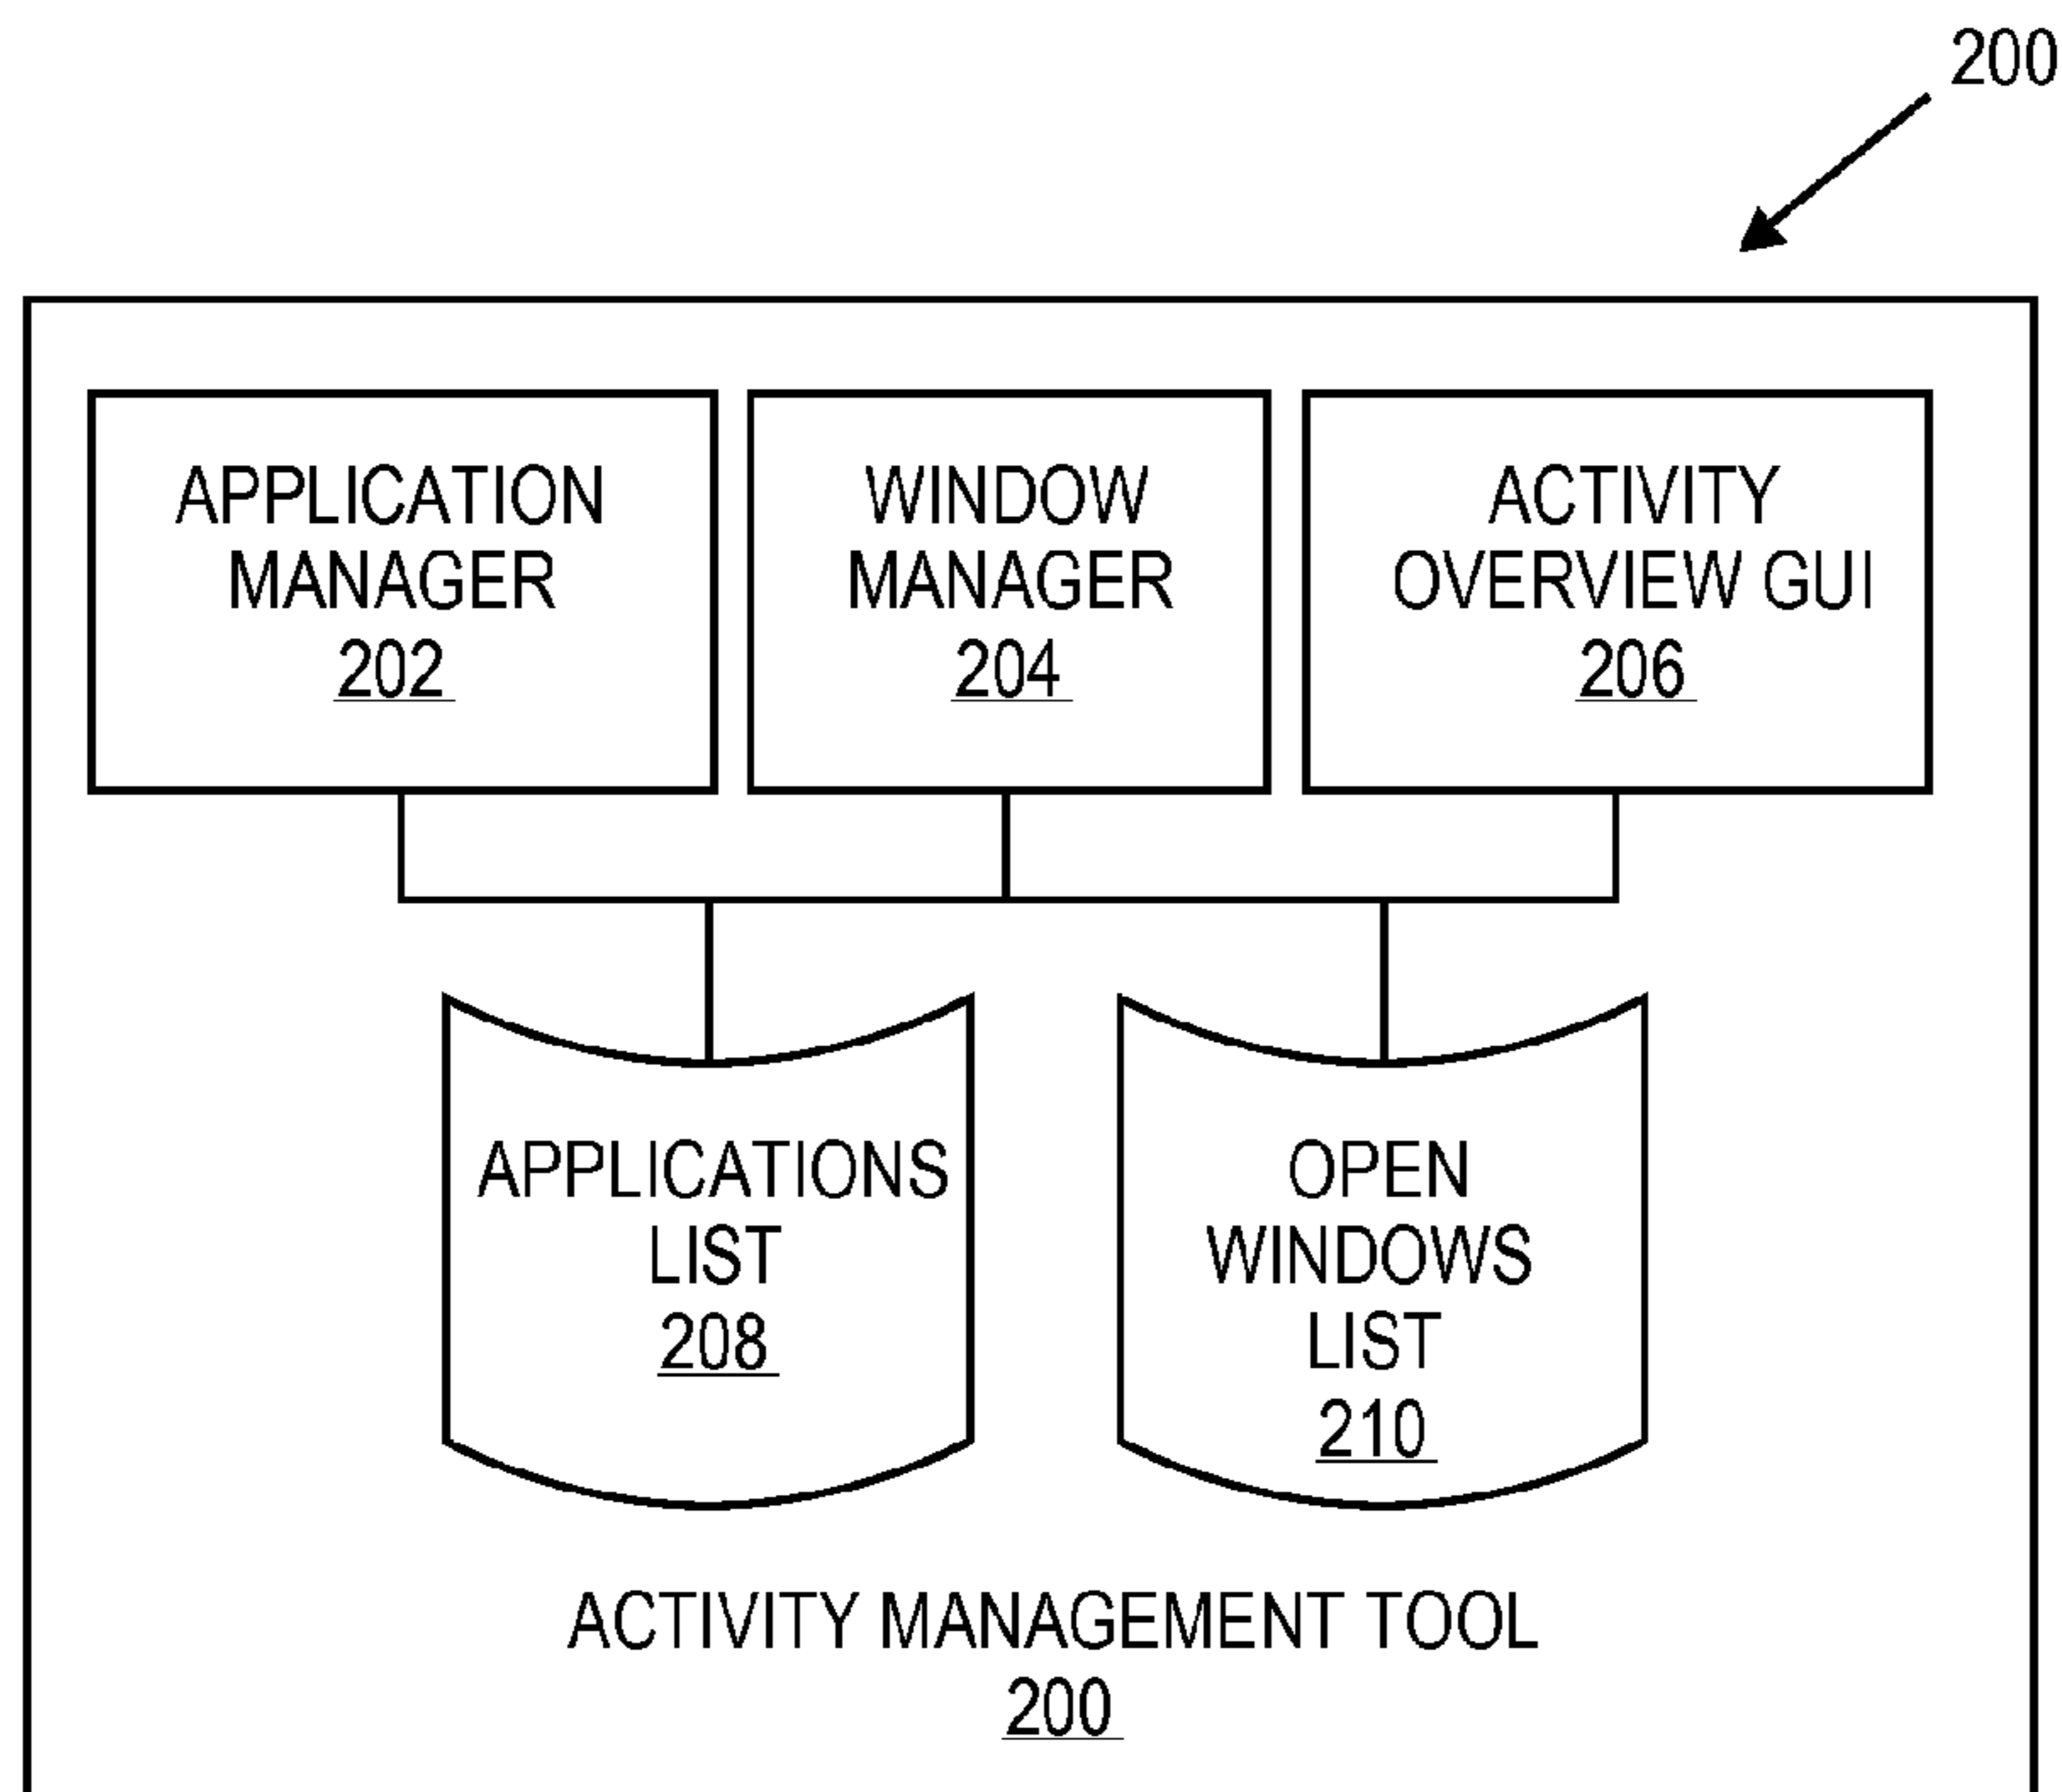 200
APPLICATION
MANAGER
202
WINDOW
MANAGER
204
ACTIVITY
OVERVIEW GUI
206
APPLICATIONS
LIST
208
OPEN
WINDOWS
LIST
210
ACTIVITY MANAGEMENT TOOL
200